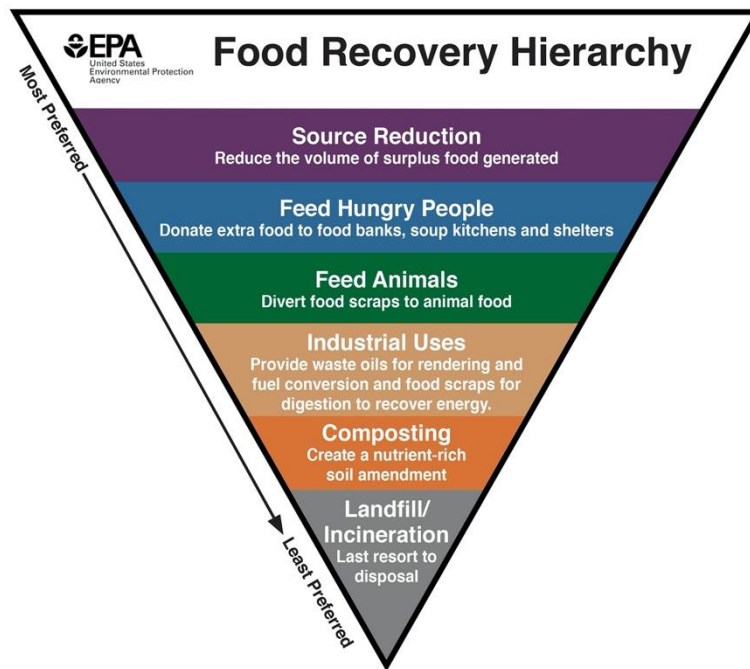 EPA
United States
Environmental Protection
Agency
Food Recovery Hierarchy
Most Preferred
Source Reduction
Reduce the volume of surplus food generated
Feed Hungry People
Donate extra food to food banks, soup kitchens and shelters
Feed Animals
Divert food scraps to animal food
Industrial Uses
Provide waste oils for rendering and
fuel conversion and food scraps for
digestion to recover energy.
Composting
Create a nutrient-rich
soil amendment
Landfill/
Incineration
Last resort to
disposal
Least Preferred